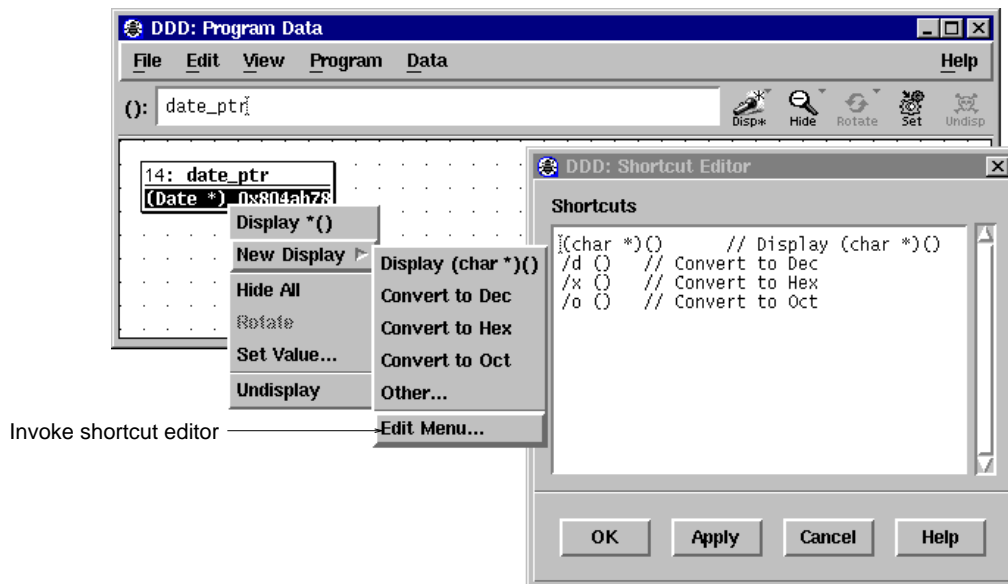 DDD: Program Data
File Edit View Program Data Help
(): date_ptr
Disp* Hide Rotate Set Undisp
14: date_ptr
(Date *) 0x804ab78
Display *()
New Display
Hide All
Rotate
Set Value...
Undisplay
Display (char *)()
Convert to Dec
Convert to Hex
Convert to Oct
Other...
Edit Menu...
Invoke shortcut editor
DDD: Shortcut Editor
Shortcuts
(char *)() // Display (char *)()
/d () // Convert to Dec
/x () // Convert to Hex
/o () // Convert to Oct
OK Apply Cancel Help